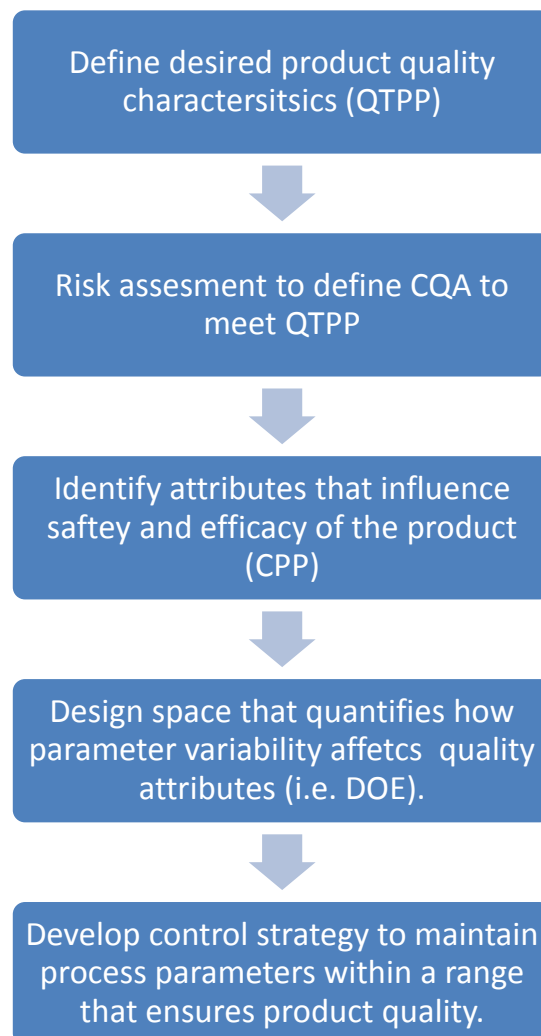 Define desired product quality
charactersitsics (QTPP)
Risk assesment to define CQA to
meet QTPP
Identify attributes that influence
saftey and efficacy of the product
(CPP)
Design space that quantifies how
parameter variability affetcs  quality
attributes (i.e. DOE).
Develop control strategy to maintain
process parameters within a range
that ensures product quality.